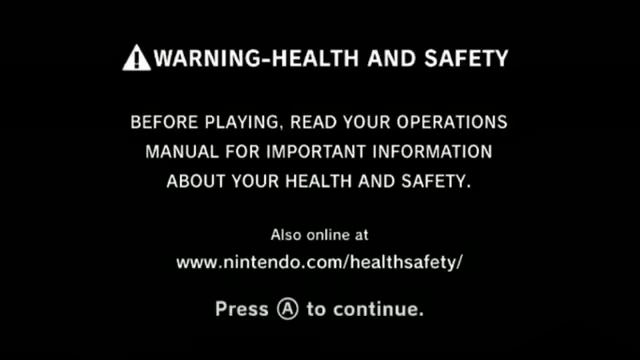 ⚠WARNING-HEALTH AND SAFETY
BEFORE PLAYING, READ YOUR OPERATIONS
MANUAL FOR IMPORTANT INFORMATION
ABOUT YOUR HEALTH AND SAFETY.
Also online at
www.nintendo.com/healthsafety/
Press Ⓐ to continue.